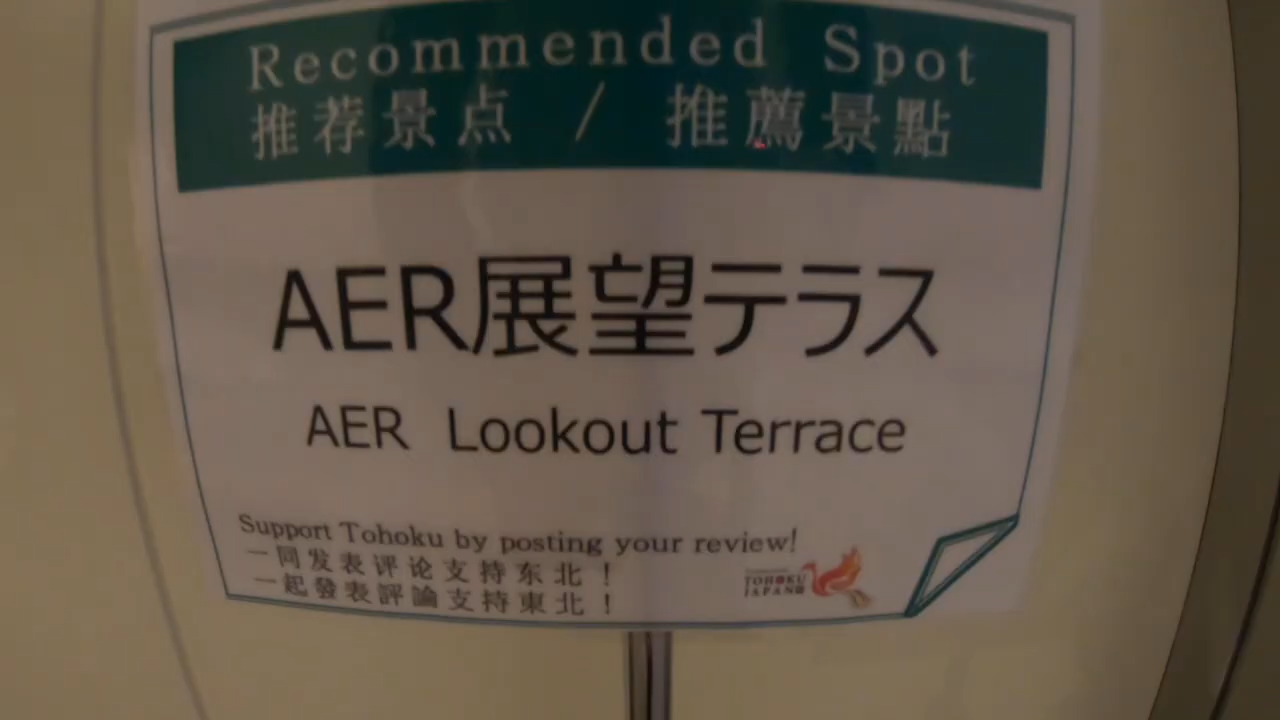 Recommended Spot
推荐景点 / 推薦景點
AER展望テラス
AER Lookout Terrace
Support Tohoku by posting your review!
一同发表评论支持东北！
一起發表評論支持東北！
TOHOKU
JAPAN